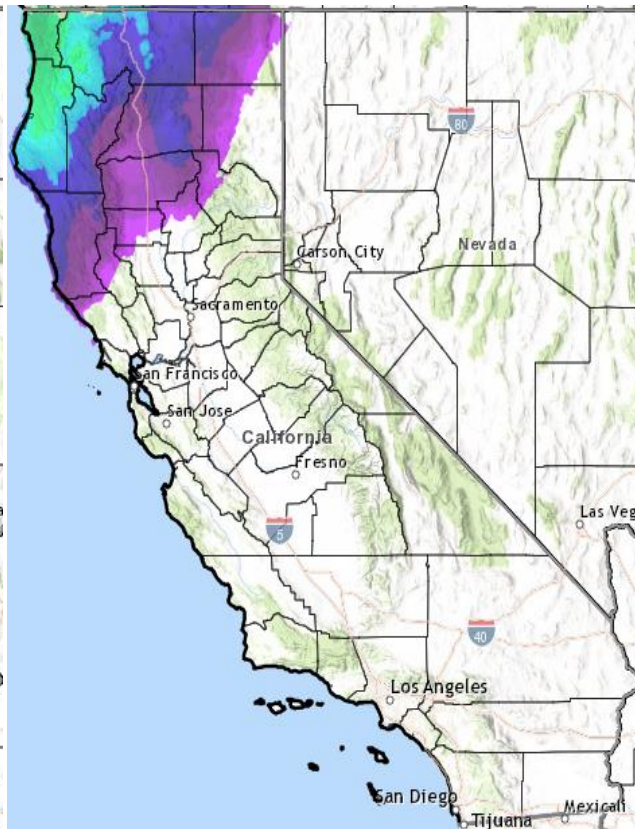 80
Carson City
Nevada
Sacramento
San Francisco
San Jose
California
Fresno
5
Las Veg
40
Los Angeles
San Diego
Tijuana
Mexicali